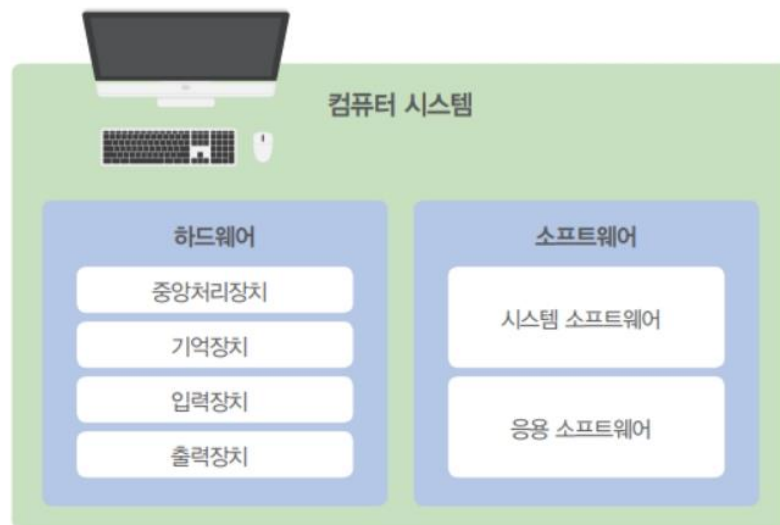 컴퓨터 시스템
하드웨어
중앙처리장치
기억장치
입력장치
출력장치
소프트웨어
시스템 소프트웨어
응용 소프트웨어